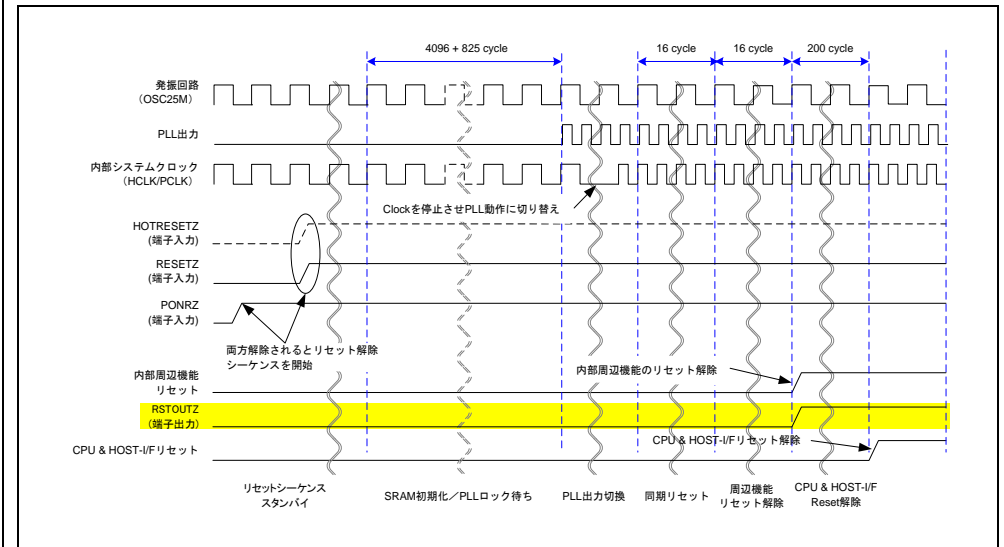 4096 + 825 cycle
16 cycle
16 cycle
200 cycle
発振回路
(OSC25M)
PLL出力
内部システムクロック
(HCLK/PCLK)
Clockを停止させPLL動作に切り替え
HOTRESETZ
(端子入力)
RESETZ
(端子入力)
PONRZ
(端子入力)
両方解除されるとリセット解除
シーケンスを開始
内部周辺機能
リセット
内部周辺機能のリセット解除
RSTOUTZ
(端子出力)
CPU & HOST-I/Fリセット解除
CPU & HOST-I/Fリセット
リセットシーケンス
スタンバイ
SRAM初期化/PLLロック待ち
PLL出力切換
同期リセット
周辺機能
リセット解除
CPU & HOST-I/F
Reset解除